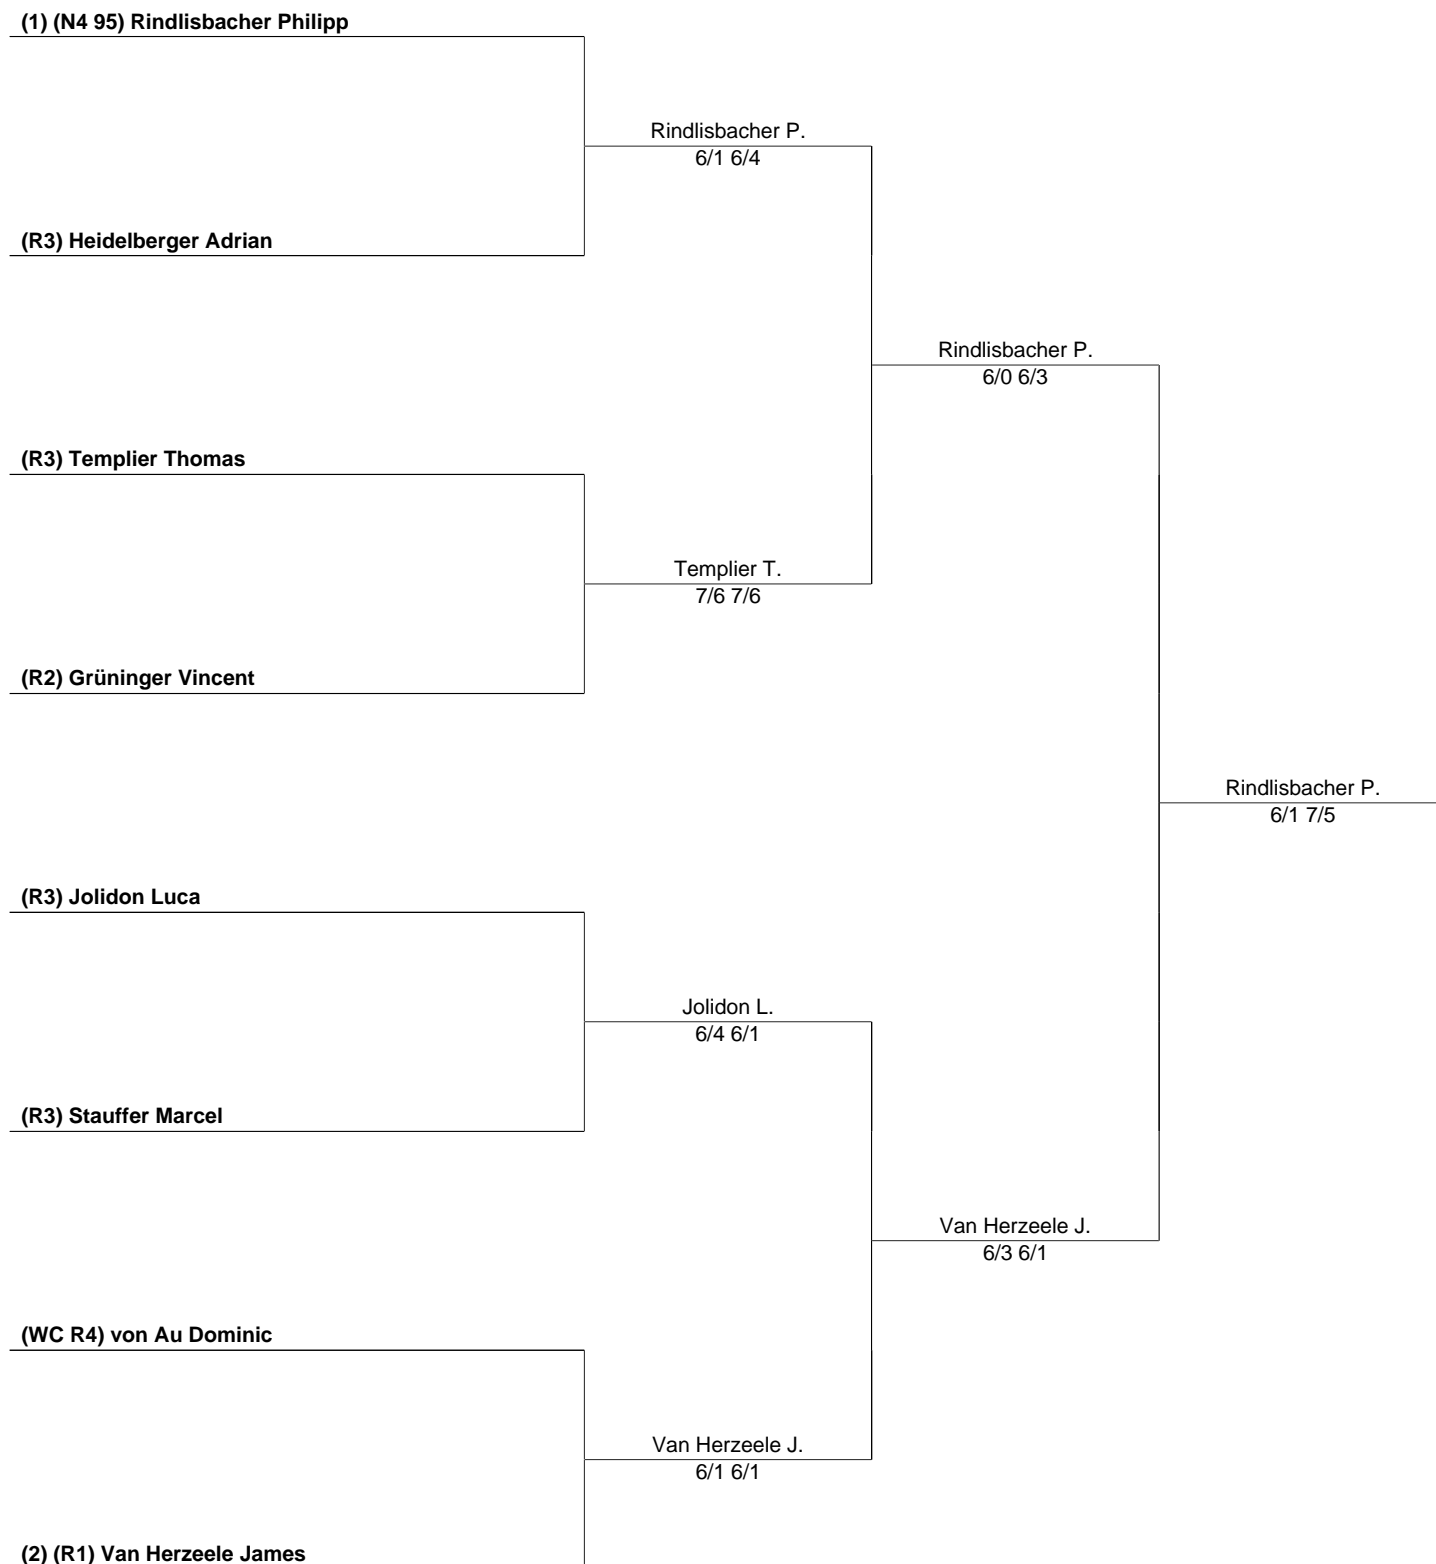 (1) (N4 95) Rindlisbacher Philipp
Rindlisbacher P.
6/1 6/4
(R3) Heidelberger Adrian
Rindlisbacher P.
6/0 6/3
(R3) Templier Thomas
Templier T.
7/6 7/6
(R2) Grüninger Vincent
Rindlisbacher P.
6/1 7/5
(R3) Jolidon Luca
Jolidon L.
6/4 6/1
(R3) Stauffer Marcel
Van Herzeele J.
6/3 6/1
(WC R4) von Au Dominic
Van Herzeele J.
6/1 6/1
(2) (R1) Van Herzeele James